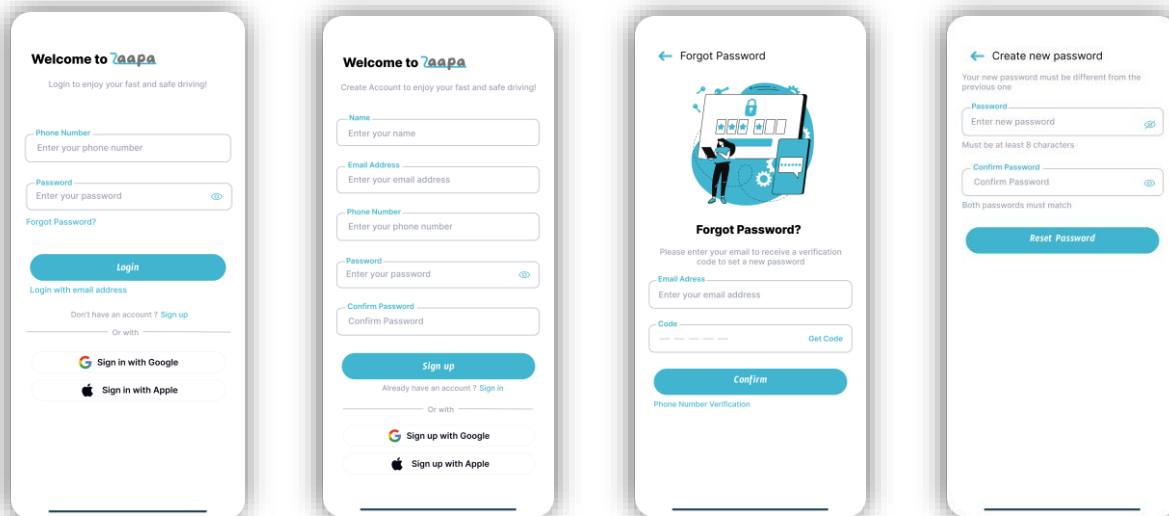 Welcome to Zaapa
Login to enjoy your fast and safe driving!
Phone Number
Enter your phone number
Password
Enter your password
Forgot Password?
Login
Login with email address
Don't have an account ? Sign up
Or with
Sign in with Google
Sign in with Apple
Welcome to Zaapa
Create Account to enjoy your fast and safe driving!
Name
Enter your name
Email Address
Enter your email address
Phone Number
Enter your phone number
Password
Enter your password
Confirm Password
Confirm Password
Sign up
Already have an account ? Sign in
Or with
Sign up with Google
Sign up with Apple
Forgot Password
Forgot Password?
Please enter your email to receive a verification
code to set a new password
Email Adress
Enter your email address
Code
Get Code
Confirm
Phone Number Verification
Create new password
Your new password must be different from the
previous one
Password
Enter new password
Must be at least 8 characters
Confirm Password
Confirm Password
Both passwords must match
Reset Password